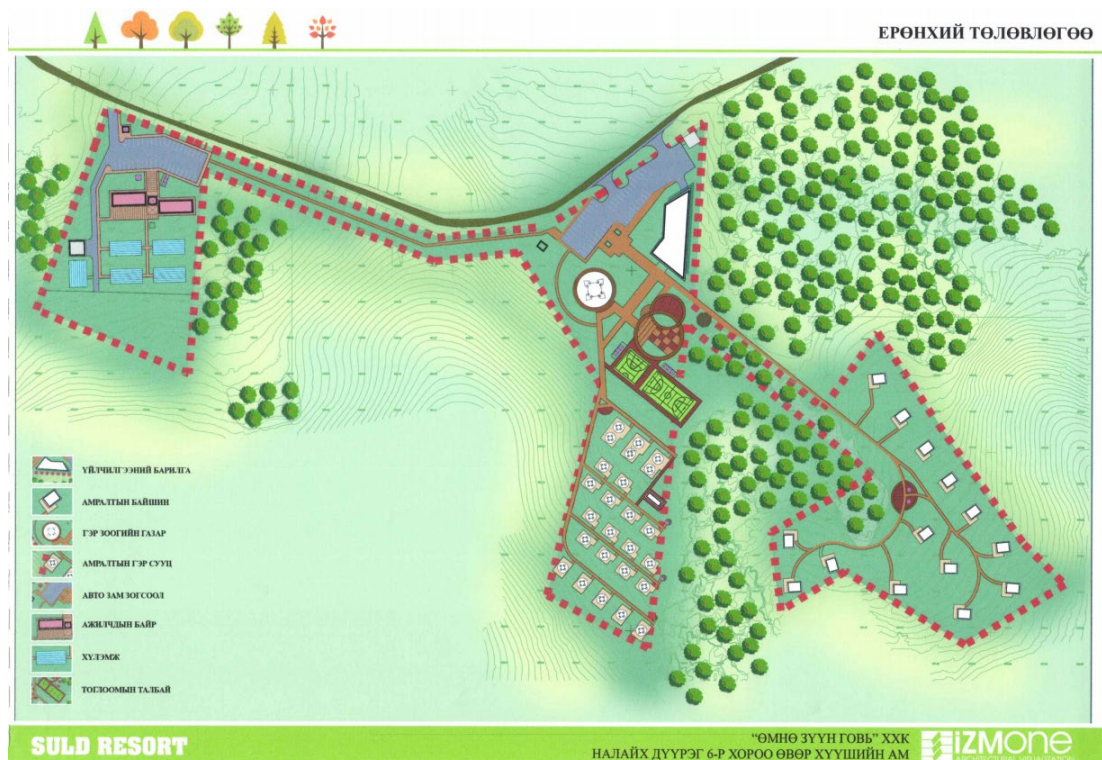 ЕРӨНХИЙ ТӨЛӨВЛӨГӨӨ
ҮЙЛЧИЛГЭЭНИЙ БАРИЛГА
АМРАЛТЫН БАЙШИН
ГЭР ЗООГИЙН ГАЗАР
АМРАЛТЫН ГЭР СУУЦ
АВТО ЗАМ ЗОГСООЛ
АЖИЛЧДЫН БАЙР
ХҮЛЭМЖ
ТОГЛООМЫН ТАЛБАЙ
SULD RESORT
"ӨМНӨ ЗҮҮН ГОВЬ" ХХК
НАЛАЙХ ДҮҮРЭГ 6-Р ХОРОО ӨВӨР ХҮҮШИЙН АМ
iZMOne